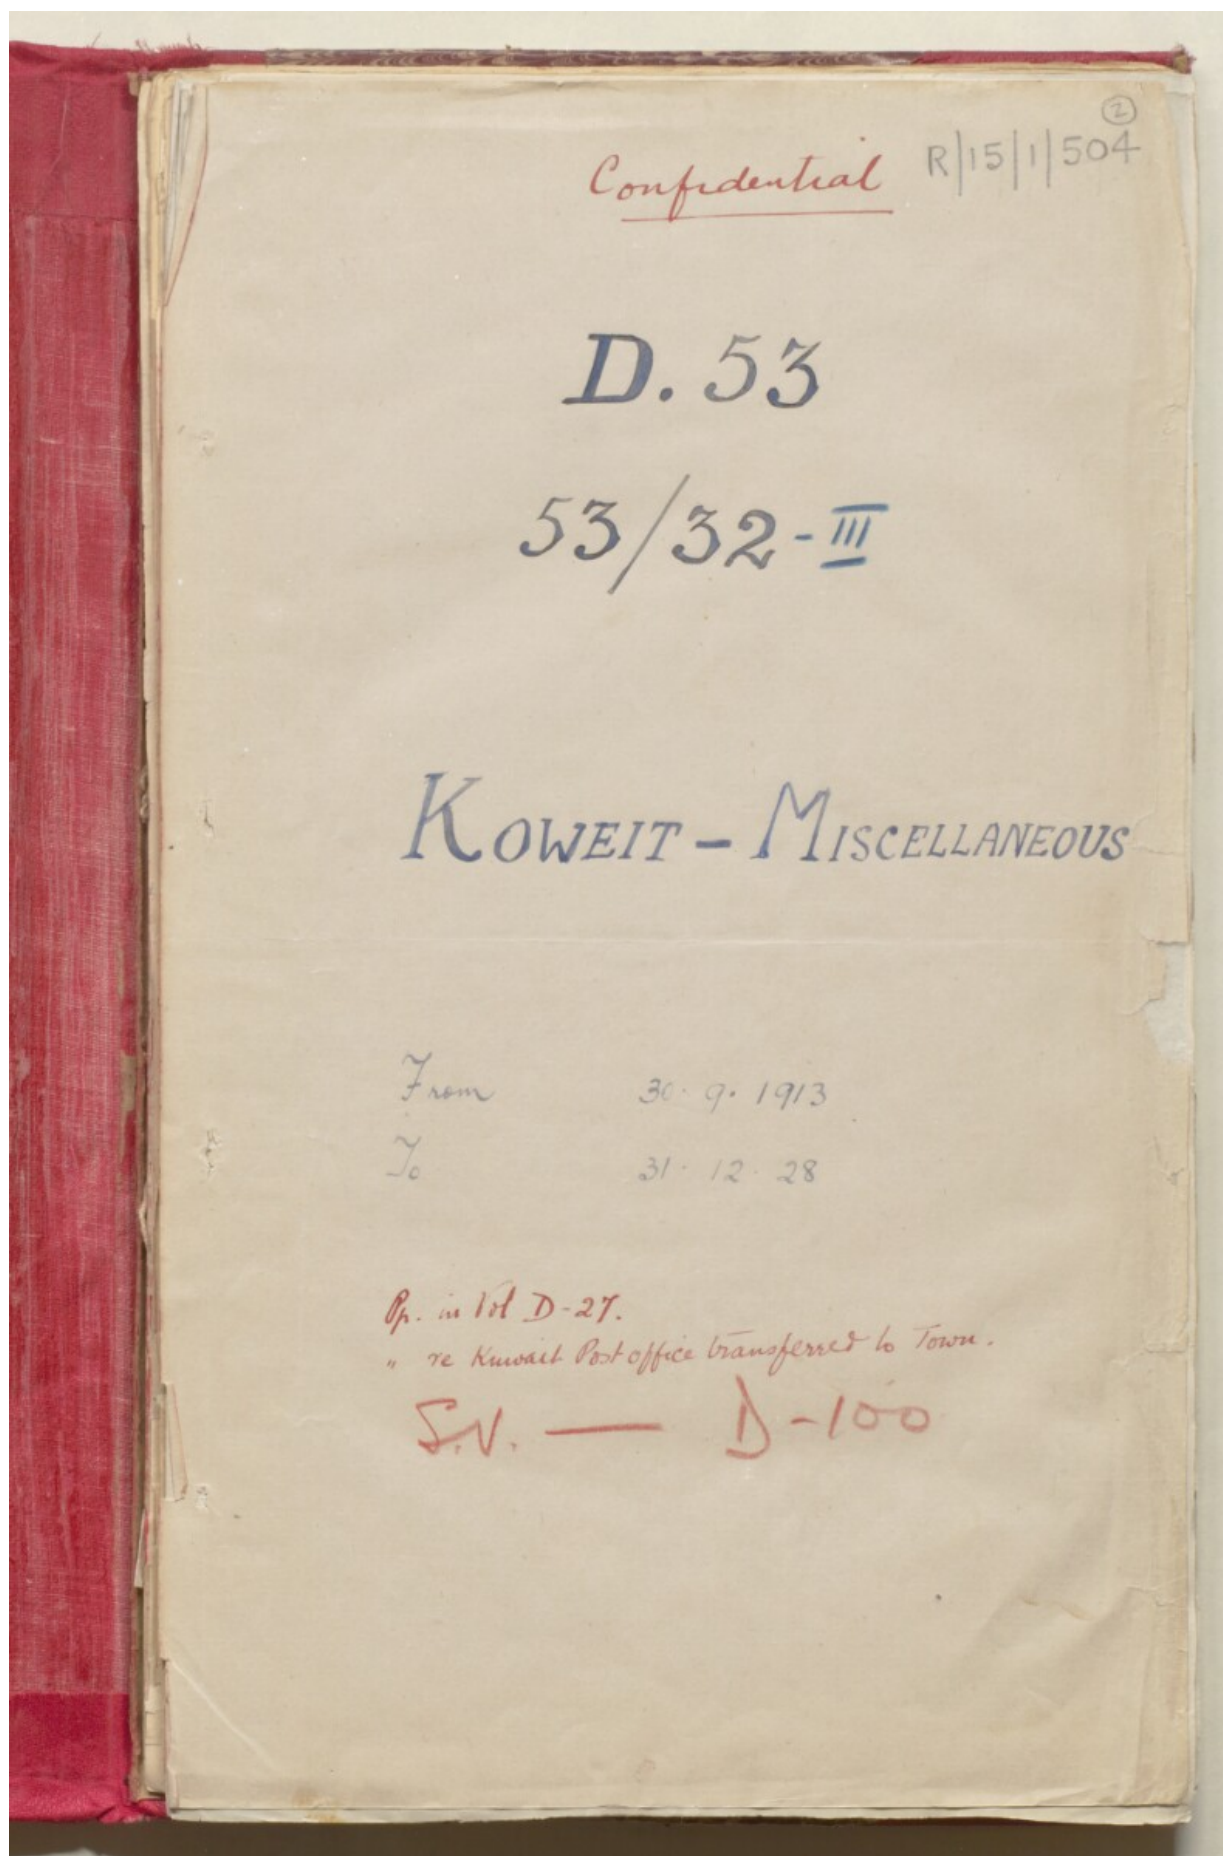 2
Confidential R/15/1/504
D. 53
53/32-III
KOWEIT - MISCELLANEOUS
From 30. 9. 1913
To 31. 12. 28
Pp. in Vol D-27.
" re Kuwait Post office transferred to Town.
S.V. — D-100